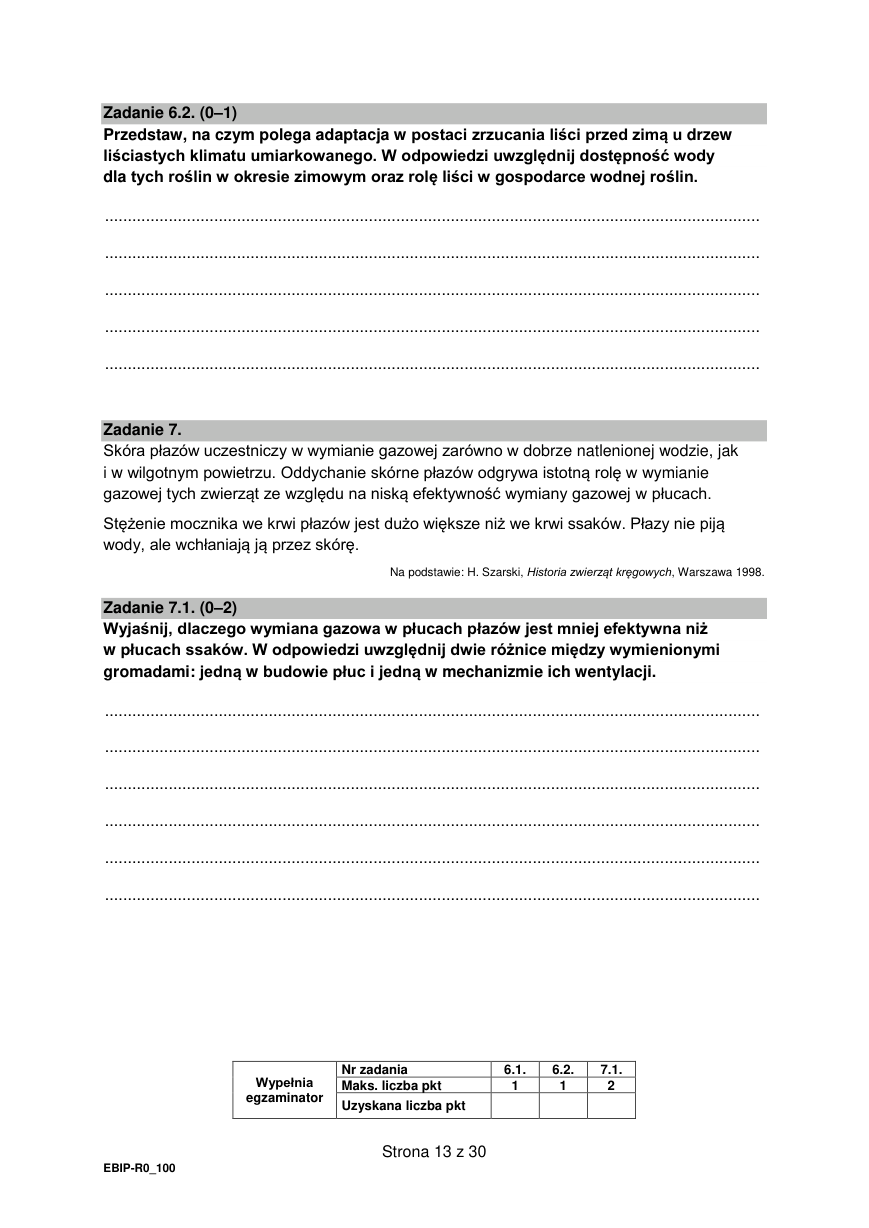 Zadanie 6.2. (0–1)
Przedstaw, na czym polega adaptacja w postaci zrzucania liści przed zimą u drzew
liściastych klimatu umiarkowanego. W odpowiedzi uwzględnij dostępność wody
dla tych roślin w okresie zimowym oraz rolę liści w gospodarce wodnej roślin.
Zadanie 7.
Skóra płazów uczestniczy w wymianie gazowej zarówno w dobrze natlenionej wodzie, jak
i w wilgotnym powietrzu. Oddychanie skórne płazów odgrywa istotną rolę w wymianie
gazowej tych zwierząt ze względu na niską efektywność wymiany gazowej w płucach.
Stężenie mocznika we krwi płazów jest dużo większe niż we krwi ssaków. Płazy nie piją
wody, ale wchłaniają ją przez skórę.
Na podstawie: H. Szarski, Historia zwierząt kręgowych, Warszawa 1998.
Zadanie 7.1. (0–2)
Wyjaśnij, dlaczego wymiana gazowa w płucach płazów jest mniej efektywna niż
w płucach ssaków. W odpowiedzi uwzględnij dwie różnice między wymienionymi
gromadami: jedną w budowie płuc i jedną w mechanizmie ich wentylacji.
Wypełnia
egzaminator
Nr zadania 6.1. 6.2. 7.1.
Maks. liczba pkt 1 1 2
Uzyskana liczba pkt
Strona 13 z 30
EBIP-R0_100